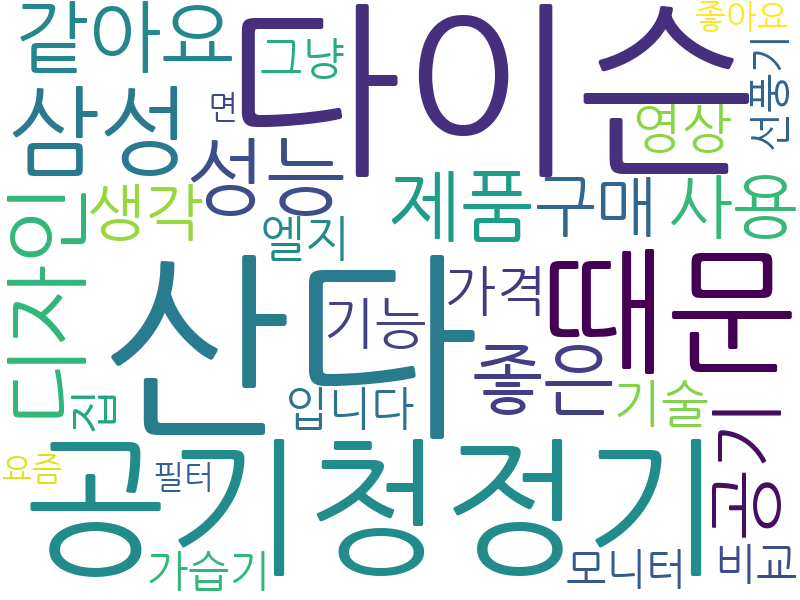 같아요
그냥
다이슨
좋아요
선풍기
면
영상
삼성
성능
제품
구매
사용
생각
엘지
디자인
산다
때문
기능
가격
좋은
입니다
기술
집
공기
공기청정기
요즘
필터
가습기
모니터
비교